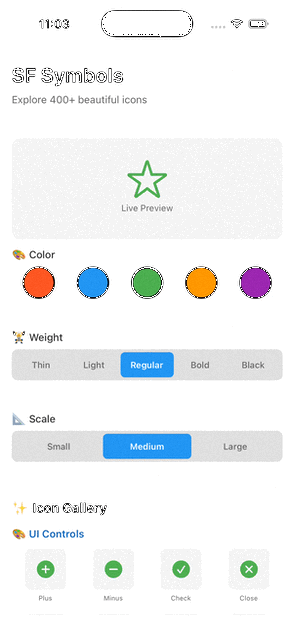 11:03
SF Symbols
Explore 400+ beautiful icons
Live Preview
🎨 Color
🏋️ Weight
Thin Light Regular Bold Black
📐 Scale
Small Medium Large
✨ Icon Gallery
🎨 UI Controls
Plus Minus Check Close